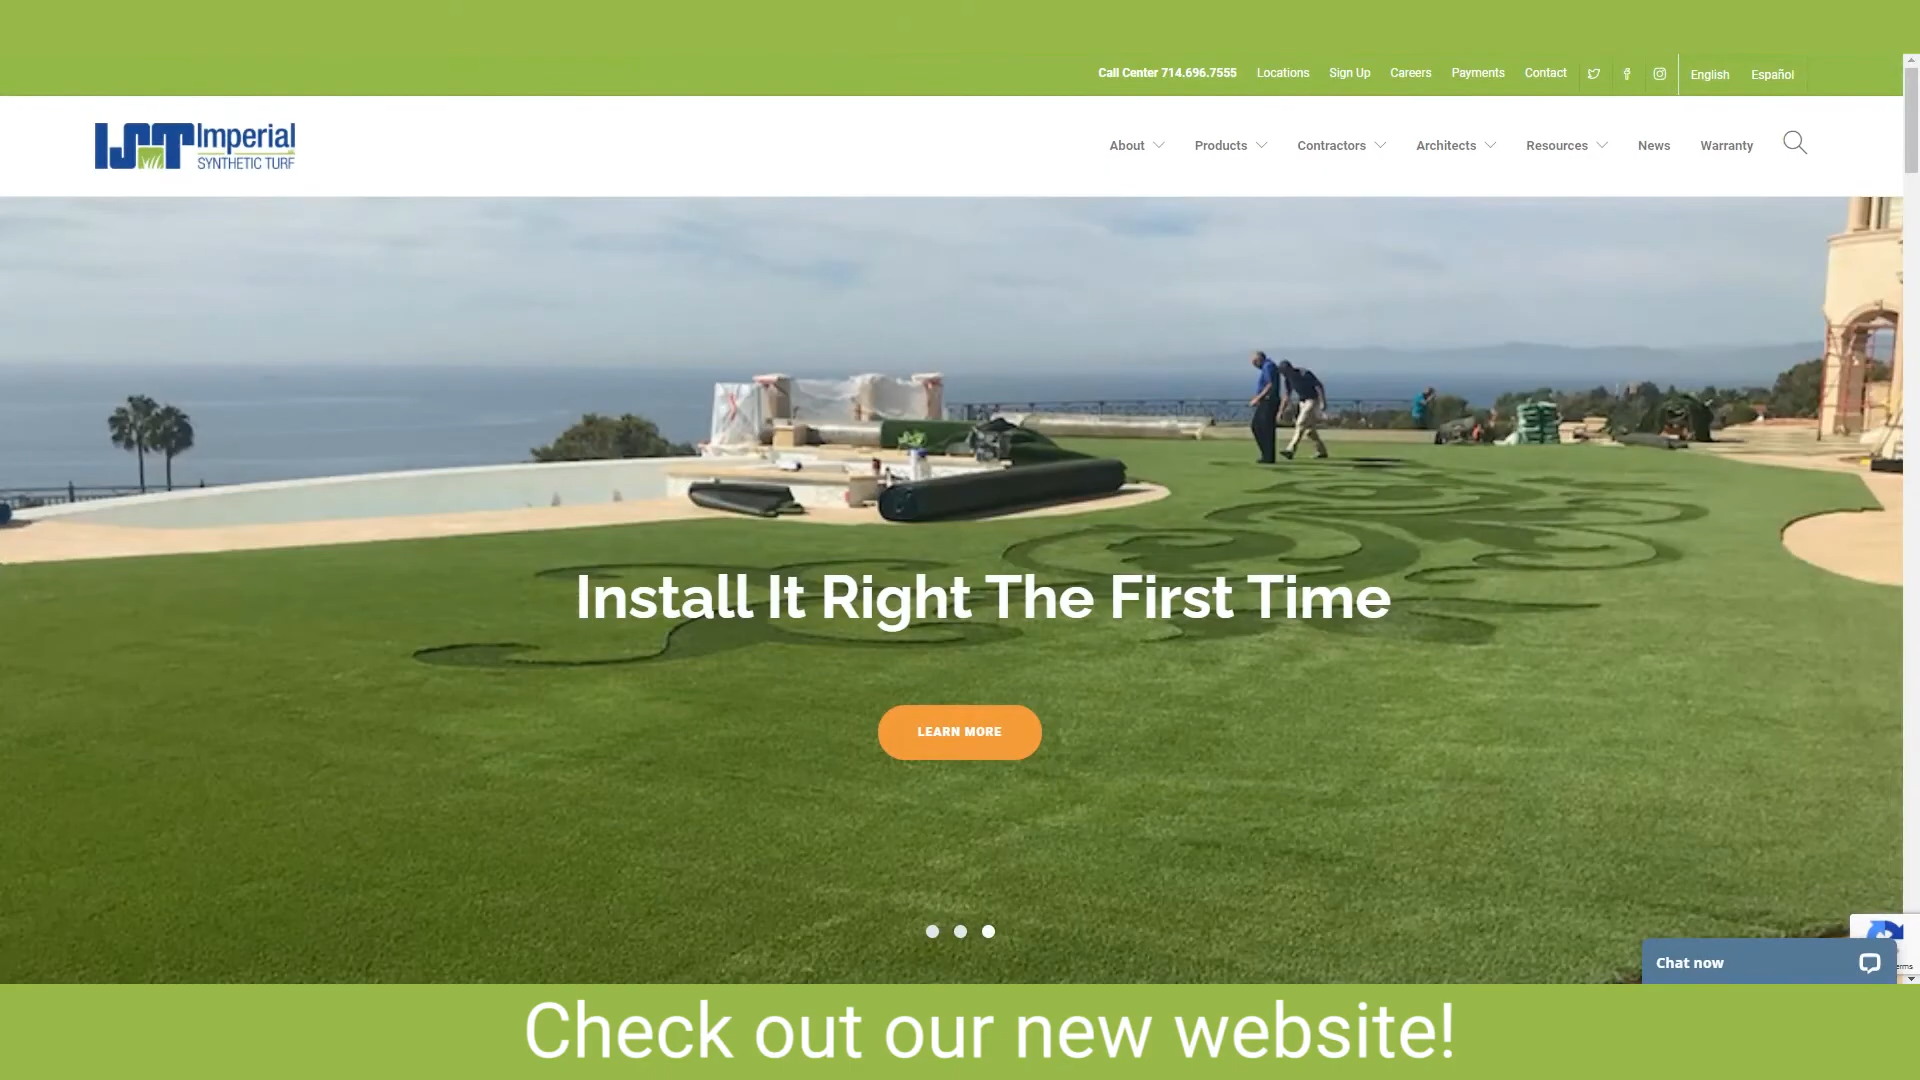 Call Center 714.696.7555 Locations Sign Up Careers Payments Contact English Español
IST Imperial
SYNTHETIC TURF
About Products Contractors Architects Resources News Warranty
Install It Right The First Time
LEARN MORE
Chat now
Check out our new website!